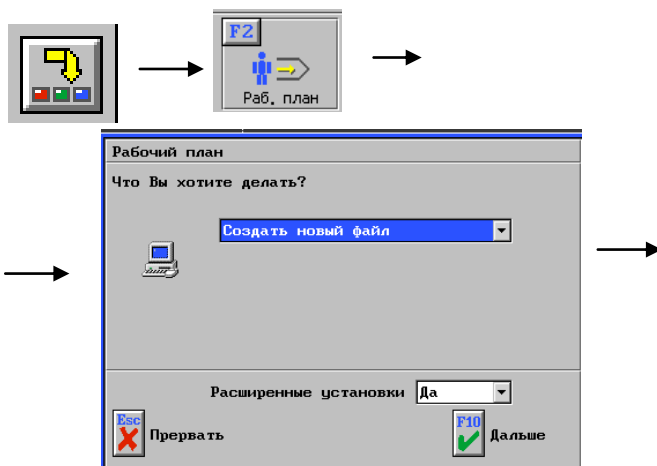 F2
Раб. план
Рабочий план
Что Вы хотите делать?
Создать новый файл
Расширенные установки Да
Esc Прервать
F10 Дальше